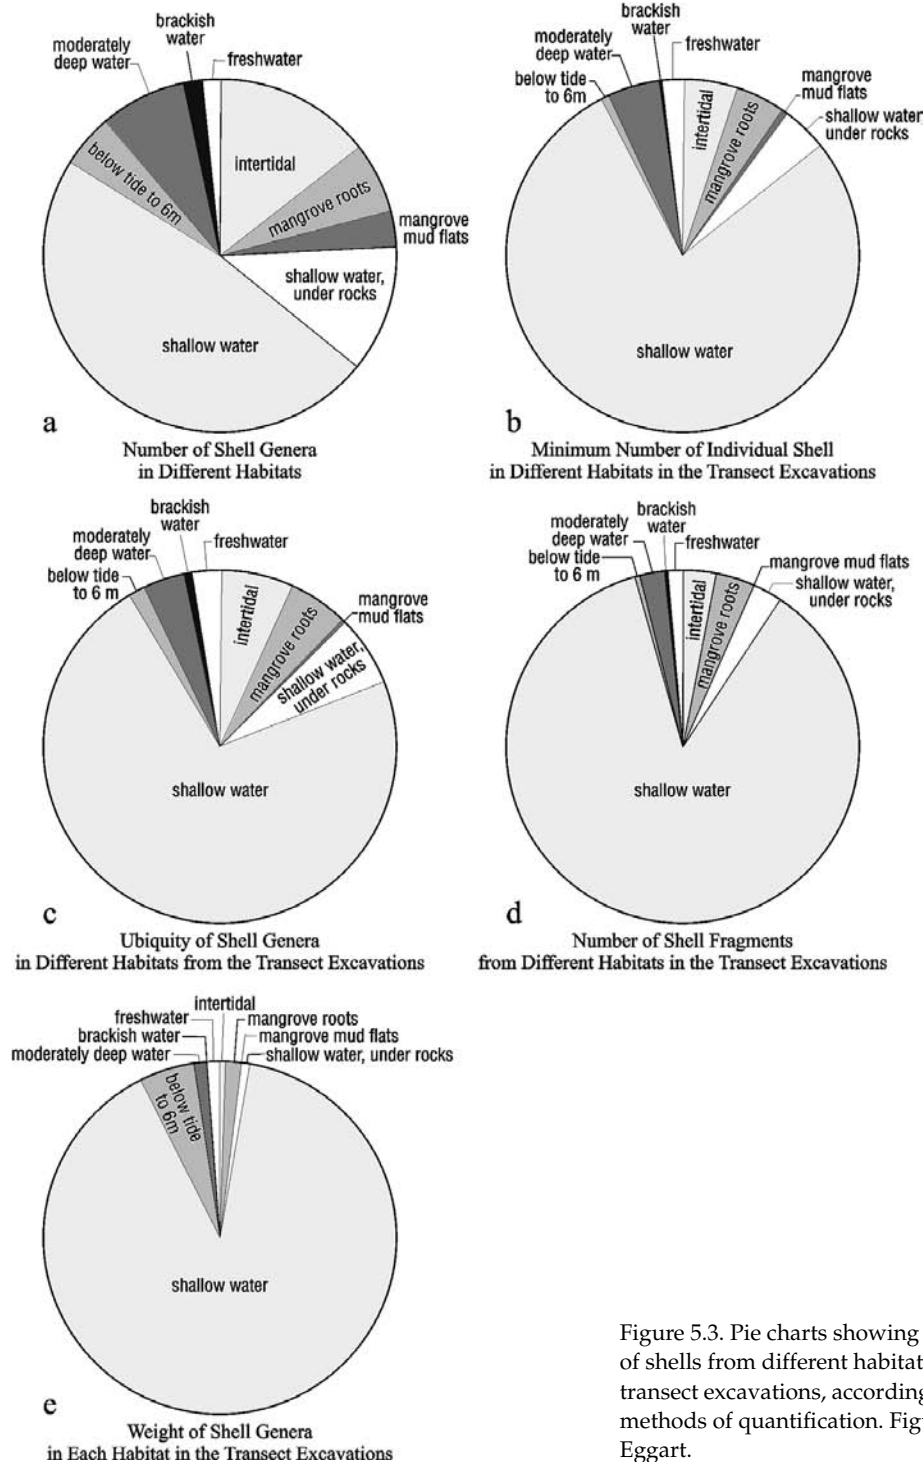 brackish
water
moderately
deep water
freshwater
below tide to 6m
intertidal
mangrove roots
mangrove
mud flats
shallow water,
under rocks
shallow water
a
Number of Shell Genera
in Different Habitats
brackish
water
moderately
deep water
freshwater
below tide
to 6m
intertidal
mangrove roots
mangrove
mud flats
shallow water,
under rocks
shallow water
b
Minimum Number of Individual Shell
in Different Habitats in the Transect Excavations
brackish
water
moderately
deep water
freshwater
below tide
to 6 m
intertidal
mangrove roots
mangrove
mud flats
shallow water,
under rocks
shallow water
c
Ubiquity of Shell Genera
in Different Habitats from the Transect Excavations
brackish
water
moderately
deep water
freshwater
below tide
to 6 m
intertidal
mangrove roots
mangrove mud flats
shallow water,
under rocks
shallow water
d
Number of Shell Fragments
from Different Habitats in the Transect Excavations
intertidal
freshwater
mangrove roots
brackish water
mangrove mud flats
moderately deep water
shallow water, under rocks
below tide
to 6m
shallow water
e
Weight of Shell Genera
in Each Habitat in the Transect Excavations
Figure 5.3. Pie charts showing
of shells from different habitat
transect excavations, according
methods of quantification. Figu
Eggart.